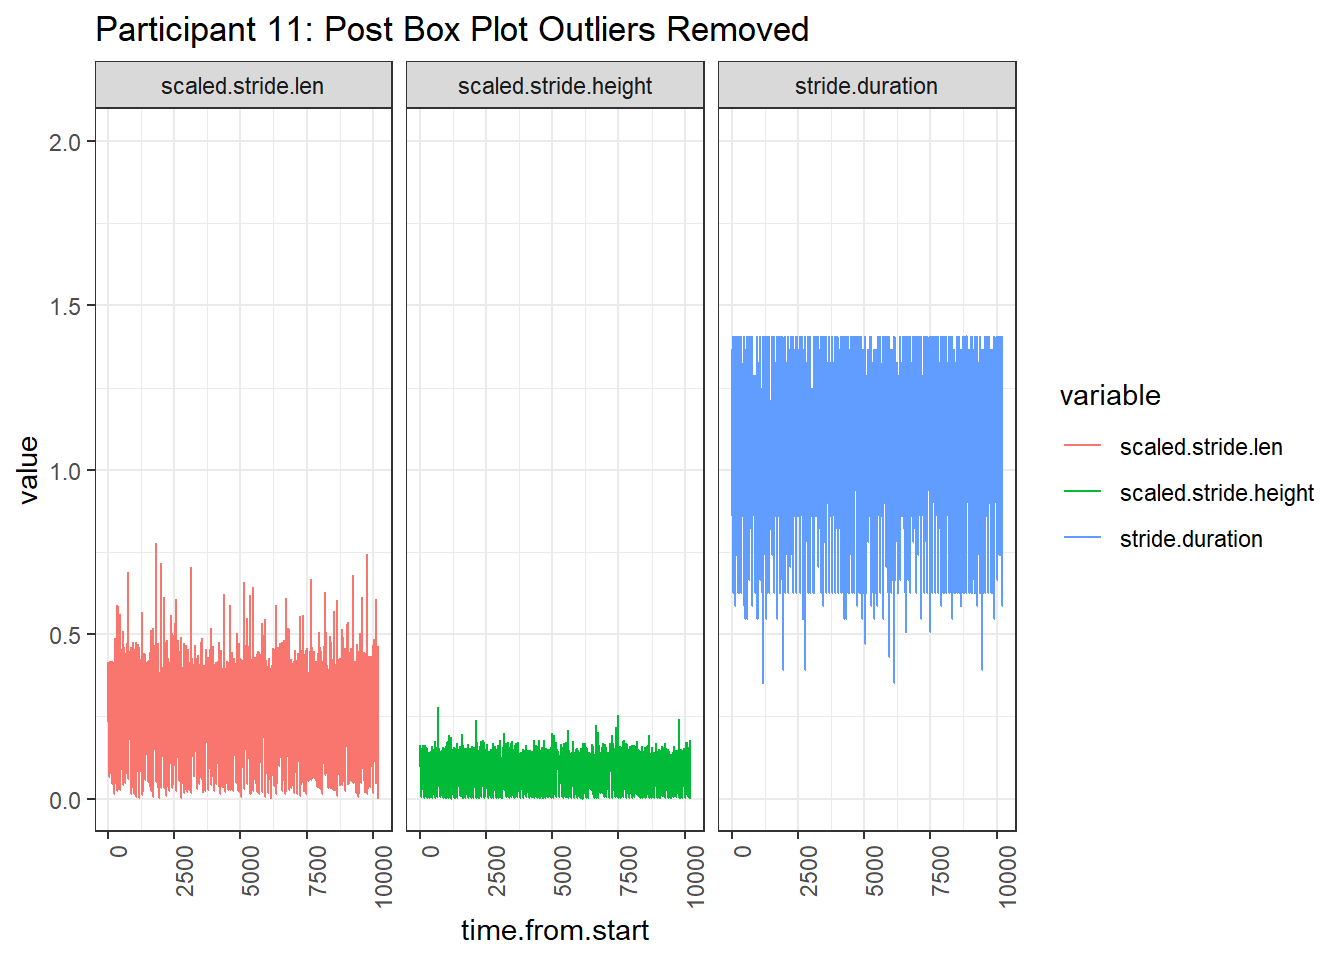 Participant 11: Post Box Plot Outliers Removed
scaled.stride.len
scaled.stride.height
stride.duration
2.0
1.5
1.0
0.5
0.0
value
0
2500
5000
7500
10000
0
2500
5000
7500
10000
0
2500
5000
7500
10000
time.from.start
variable
scaled.stride.len
scaled.stride.height
stride.duration